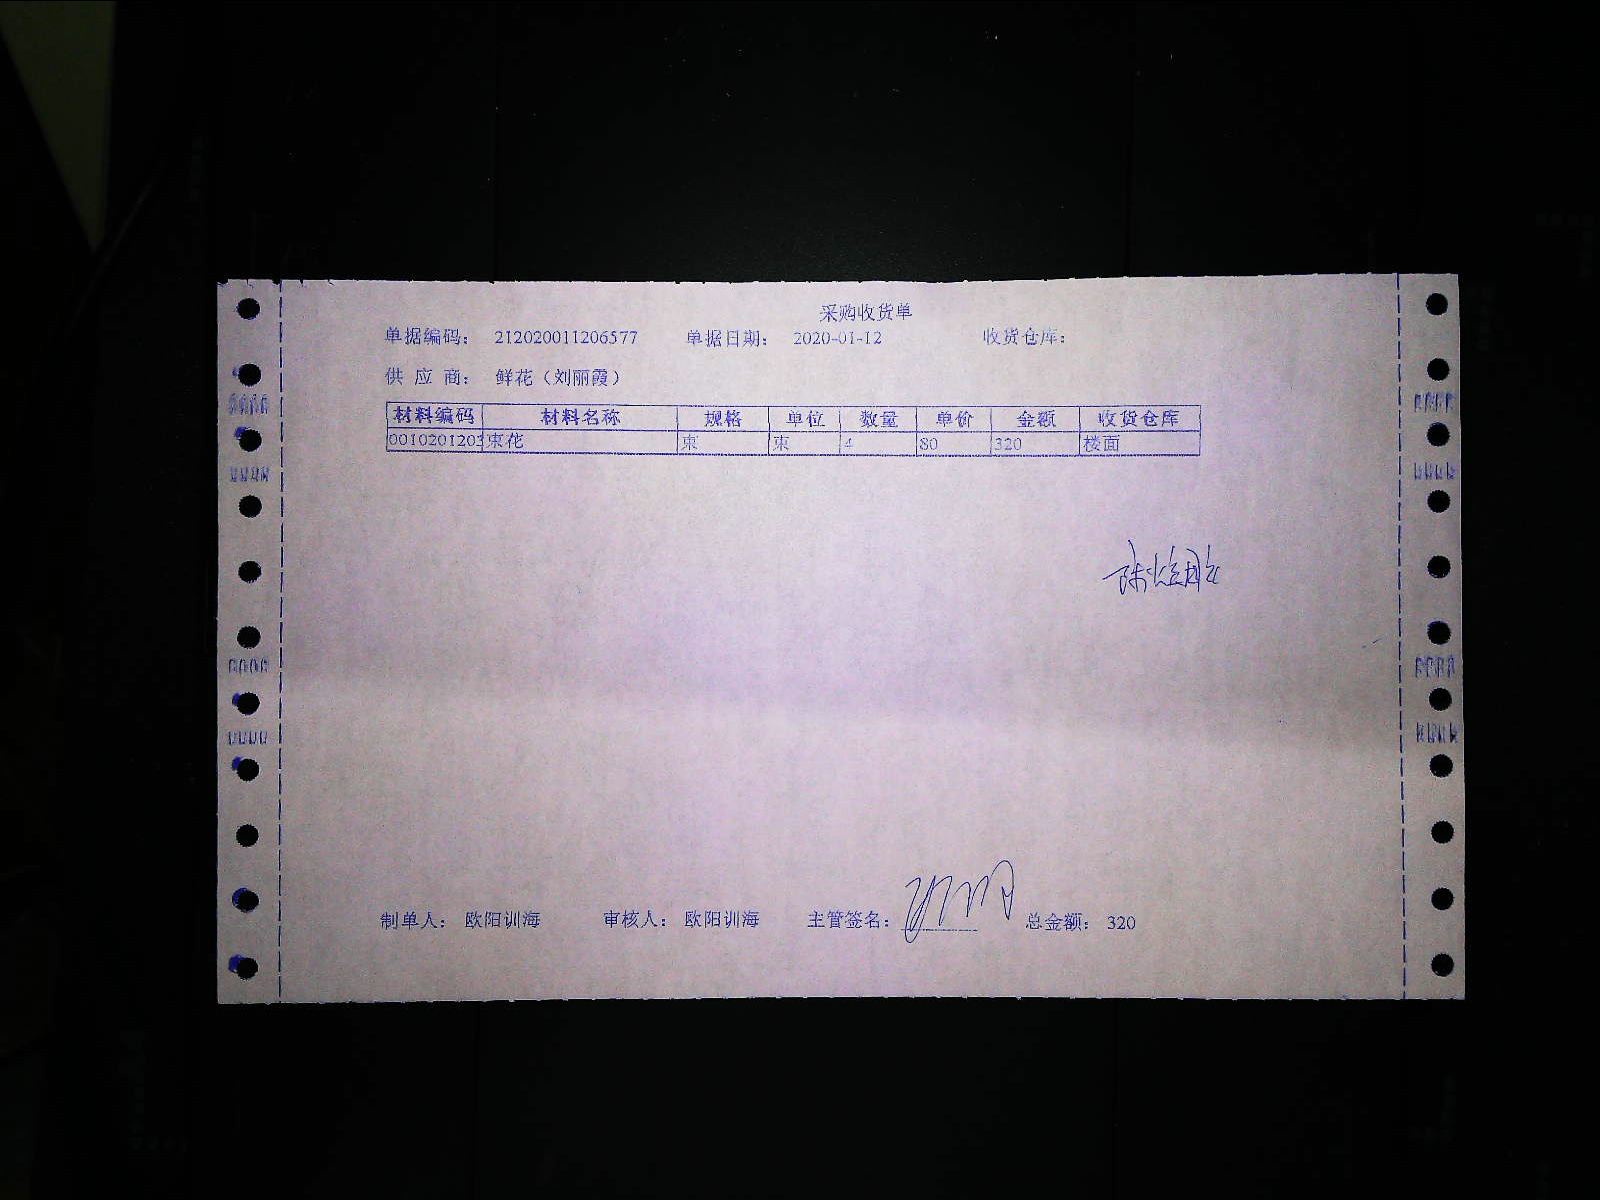 采购收货单
单据编码： 212020011206577 单据日期： 2020-01-12 收货仓库：
供 应 商： 鲜花（刘丽霞）
材料编码 材料名称 规格 单位 数量 单价 金额 收货仓库
0010201203 束花 束 束 4 80 320 楼面
制单人： 欧阳训海 审核人： 欧阳训海 主管签名： 总金额： 320